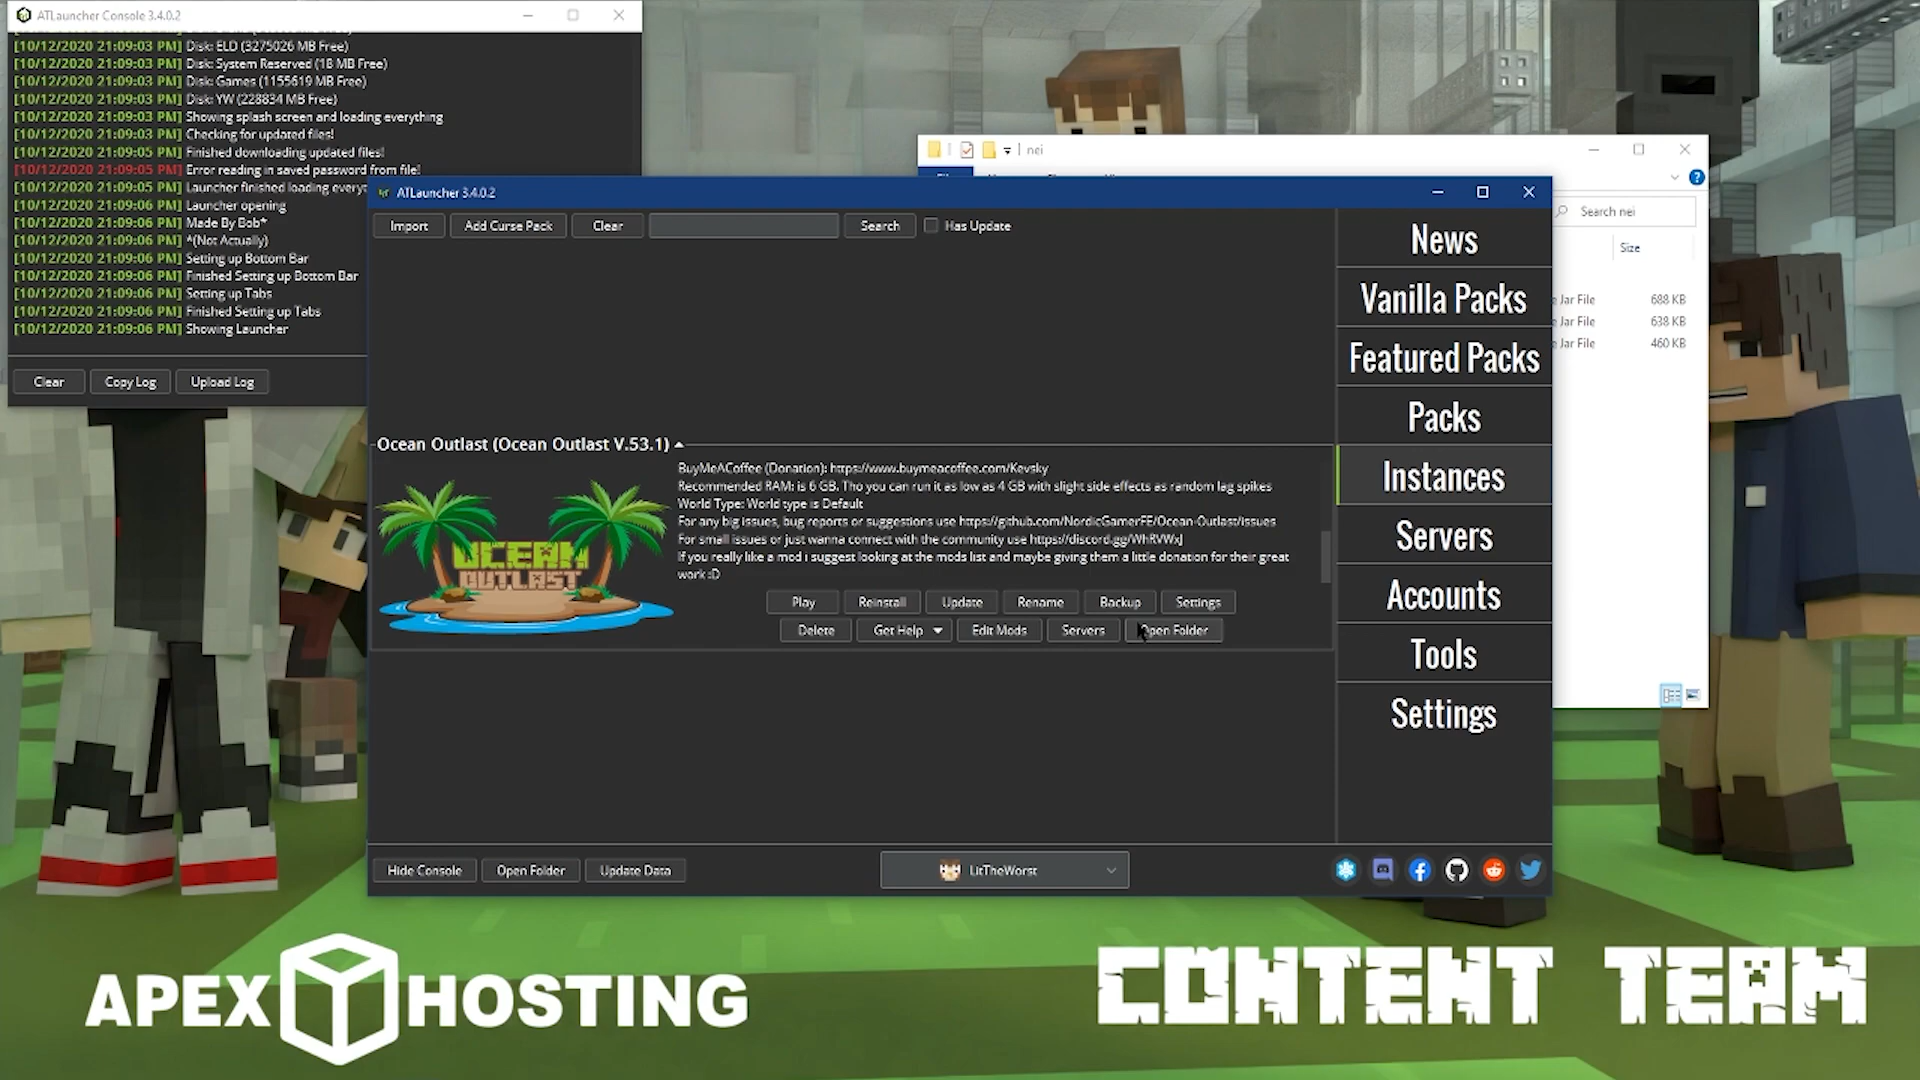 ATLauncher Console 3.4.0.2
[10/12/2020 21:09:03 PM] Disk: ELD (3275026 MB Free)
[10/12/2020 21:09:03 PM] Disk: System Reserved (18 MB Free)
[10/12/2020 21:09:03 PM] Disk: Games (1155619 MB Free)
[10/12/2020 21:09:03 PM] Disk: YW (228834 MB Free)
[10/12/2020 21:09:03 PM] Showing splash screen and loading everything
[10/12/2020 21:09:03 PM] Checking for updated files!
[10/12/2020 21:09:05 PM] Finished downloading updated files!
[10/12/2020 21:09:05 PM] Error reading in saved password from file!
[10/12/2020 21:09:05 PM] Launcher finished loading everyt
[10/12/2020 21:09:06 PM] Launcher opening
[10/12/2020 21:09:06 PM] Made By Bob*
[10/12/2020 21:09:06 PM] *(Not Actually)
[10/12/2020 21:09:06 PM] Setting up Bottom Bar
[10/12/2020 21:09:06 PM] Finished Setting up Bottom Bar
[10/12/2020 21:09:06 PM] Setting up Tabs
[10/12/2020 21:09:06 PM] Finished Setting up Tabs
[10/12/2020 21:09:06 PM] Showing Launcher
Clear Copy Log Upload Log
nei
Search nei
Size
e Jar File 688 KB
e Jar File 638 KB
e Jar File 460 KB
ATLauncher 3.4.0.2
Import Add Curse Pack Clear Search Has Update
Ocean Outlast (Ocean Outlast V.53.1)
OCEAN
OUTLAST
BuyMeACoffee (Donation): https://www.buymeacoffee.com/Kevsky
Recommended RAM: is 6 GB. Tho you can run it as low as 4 GB with slight side effects as random lag spikes
World Type: World type is Default
For any big issues, bug reports or suggestions use https://github.com/NordicGamerFE/Ocean-Outlast/issues
For small issues or just wanna connect with the community use https://discord.gg/WhRVWxJ
If you really like a mod i suggest looking at the mods list and maybe giving them a little donation for their great
work :D
Play Reinstall Update Rename Backup Settings
Delete Get Help Edit Mods Servers Open Folder
News
Vanilla Packs
Featured Packs
Packs
Instances
Servers
Accounts
Tools
Settings
Hide Console Open Folder Update Data LitTheWorst
APEX HOSTING
CONTENT TEAM